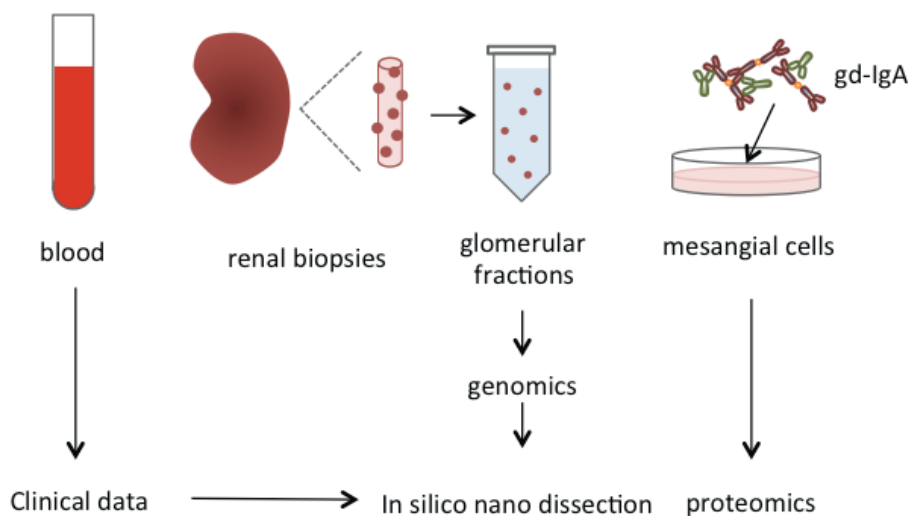 gd-IgA
blood
renal biopsies
glomerular
fractions
mesangial cells
genomics
Clinical data
In silico nano dissection
proteomics